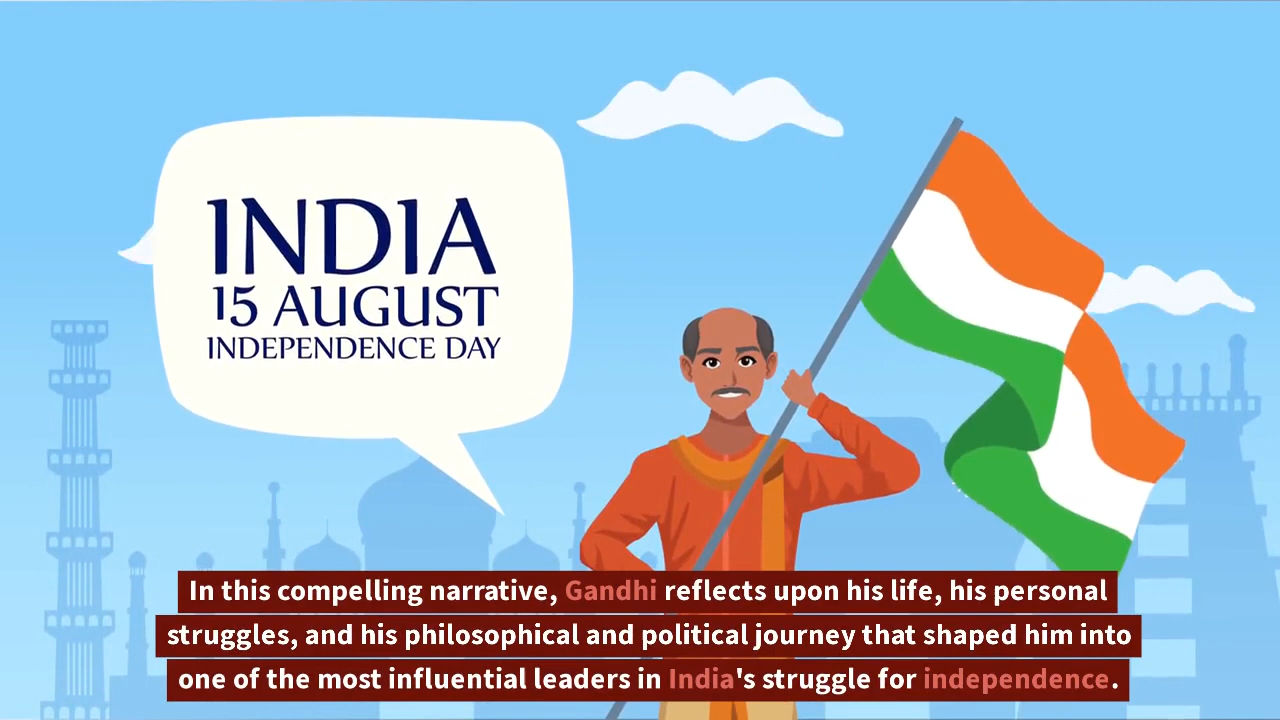 INDIA
15 AUGUST
INDEPENDENCE DAY
In this compelling narrative, Gandhi reflects upon his life, his personal
struggles, and his philosophical and political journey that shaped him into
one of the most influential leaders in India's struggle for independence.